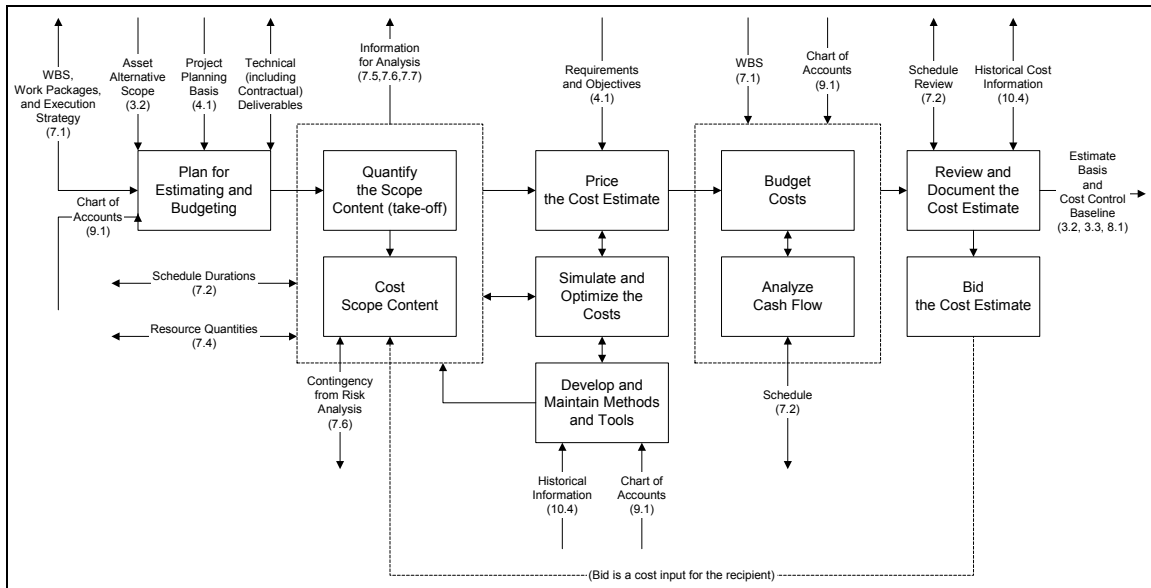 WBS,
Work Packages,
and Execution
Strategy
(7.1)
Asset
Alternative
Scope
(3.2)
Project
Planning
Basis
(4.1)
Technical
(including
Contractual)
Deliverables
Information
for Analysis
(7.5,7.6,7.7)
Requirements
and Objectives
(4.1)
WBS
(7.1)
Chart of
Accounts
(9.1)
Schedule
Review
(7.2)
Historical Cost
Information
(10.4)
Plan for
Estimating and
Budgeting
Quantify
the Scope
Content (take-off)
Price
the Cost Estimate
Budget
Costs
Review and
Document the
Cost Estimate
Estimate
Basis
and
Cost Control
Baseline
(3.2, 3.3, 8.1)
Chart of
Accounts
(9.1)
Schedule Durations
(7.2)
Resource Quantities
(7.4)
Cost
Scope Content
Simulate and
Optimize the
Costs
Analyze
Cash Flow
Bid
the Cost Estimate
Contingency
from Risk
Analysis
(7.6)
Develop and
Maintain Methods
and Tools
Schedule
(7.2)
Historical
Information
(10.4)
Chart of
Accounts
(9.1)
(Bid is a cost input for the recipient)